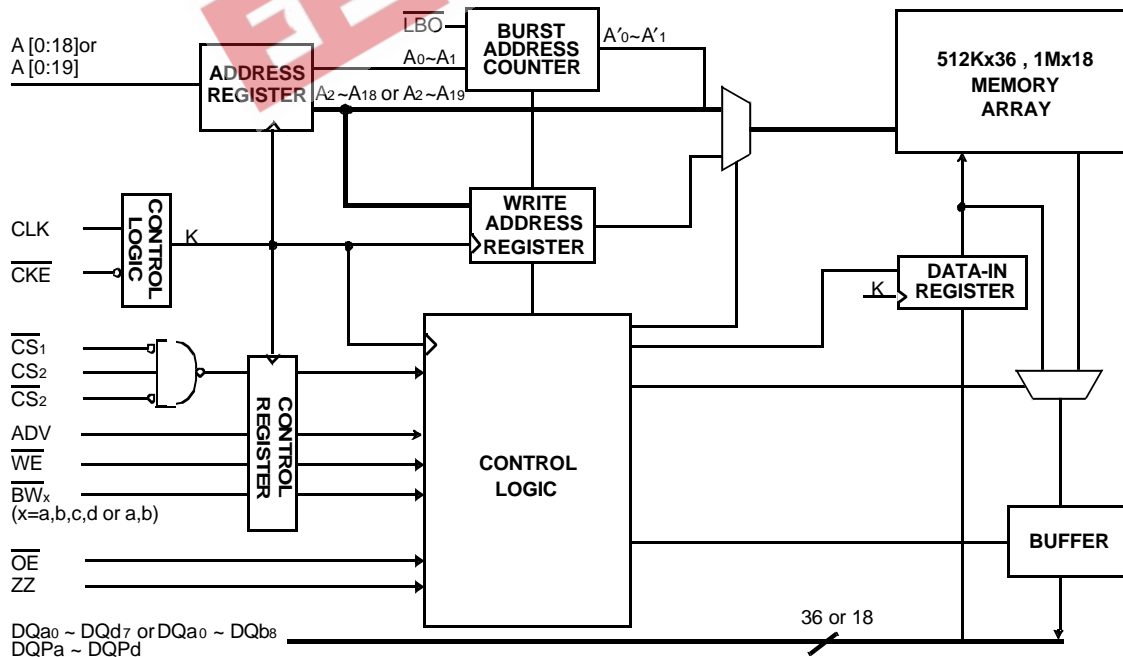 LBO
BURST
ADDRESS
COUNTER
A′0~A′1
A [0:18]or
A [0:19]
ADDRESS
REGISTER
A0~A1
A2~A18 or A2~A19
512Kx36 , 1Mx18
MEMORY
ARRAY
WRITE
ADDRESS
REGISTER
CLK
CKE
CONTROL
LOGIC
K
DATA-IN
REGISTER
K
CS1
CS2
CS2
ADV
WE
BWx
(x=a,b,c,d or a,b)
CONTROL
REGISTER
CONTROL
LOGIC
OE
ZZ
BUFFER
DQa0 ~ DQd7 or DQa0 ~ DQb8
DQPa ~ DQPd
36 or 18